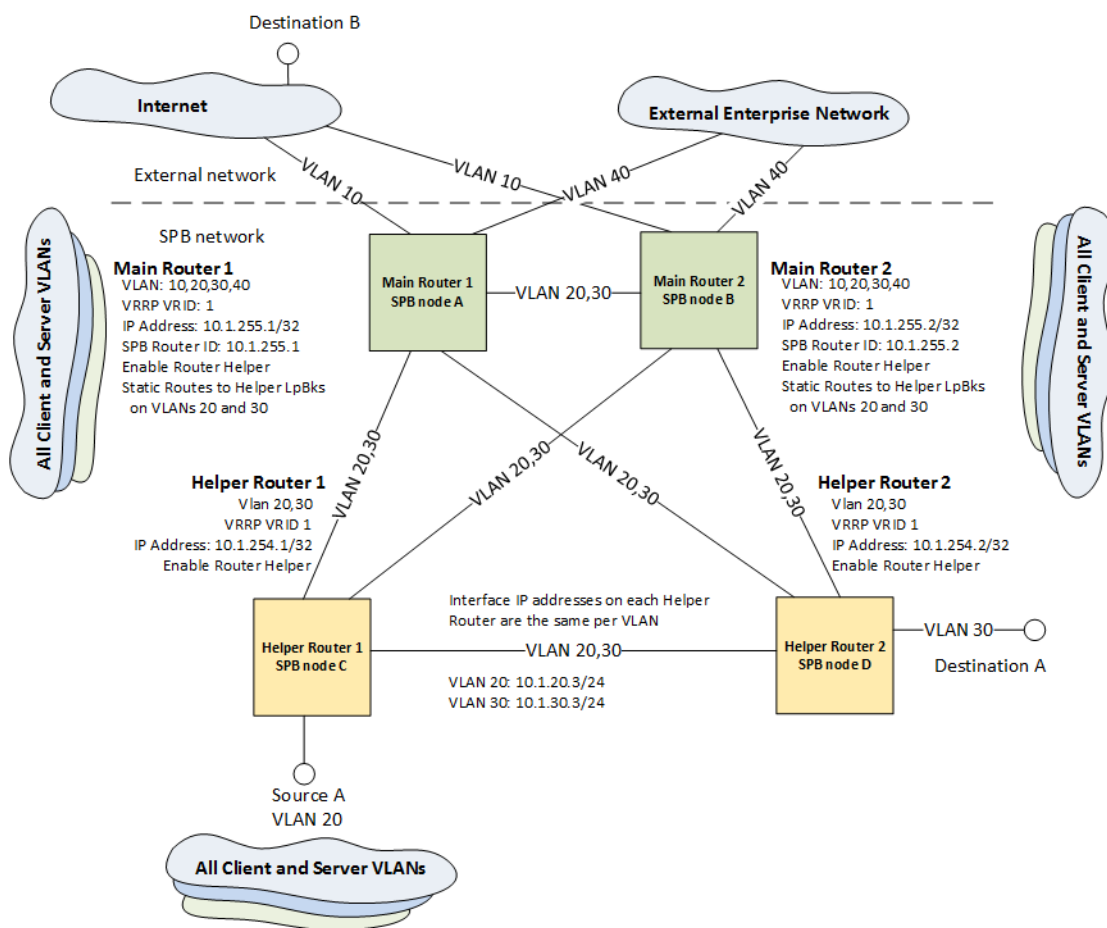 Destination B
Internet
External Enterprise Network
External network
VLAN 10
VLAN 10
VLAN 40
VLAN 40
SPB network
All Client and Server VLANs
Main Router 1
VLAN: 10,20,30,40
VRRP VRID: 1
IP Address: 10.1.255.1/32
SPB Router ID: 10.1.255.1
Enable Router Helper
Static Routes to Helper LpBks
on VLANs 20 and 30
Main Router 1
SPB node A
VLAN 20,30
Main Router 2
SPB node B
Main Router 2
VLAN: 10,20,30,40
VRRP VRID: 1
IP Address: 10.1.255.2/32
SPB Router ID: 10.1.255.2
Enable Router Helper
Static Routes to Helper LpBks
on VLANs 20 and 30
All Client and Server VLANs
VLAN 20,30
VLAN 20,30
VLAN 20,30
VLAN 20,30
Helper Router 1
Vlan 20,30
VRRP VRID 1
IP Address: 10.1.254.1/32
Enable Router Helper
Helper Router 2
Vlan 20,30
VRRP VRID 1
IP Address: 10.1.254.2/32
Enable Router Helper
Interface IP addresses on each Helper
Router are the same per VLAN
Helper Router 1
SPB node C
VLAN 20,30
VLAN 20: 10.1.20.3/24
VLAN 30: 10.1.30.3/24
Helper Router 2
SPB node D
VLAN 30
Destination A
Source A
VLAN 20
All Client and Server VLANs